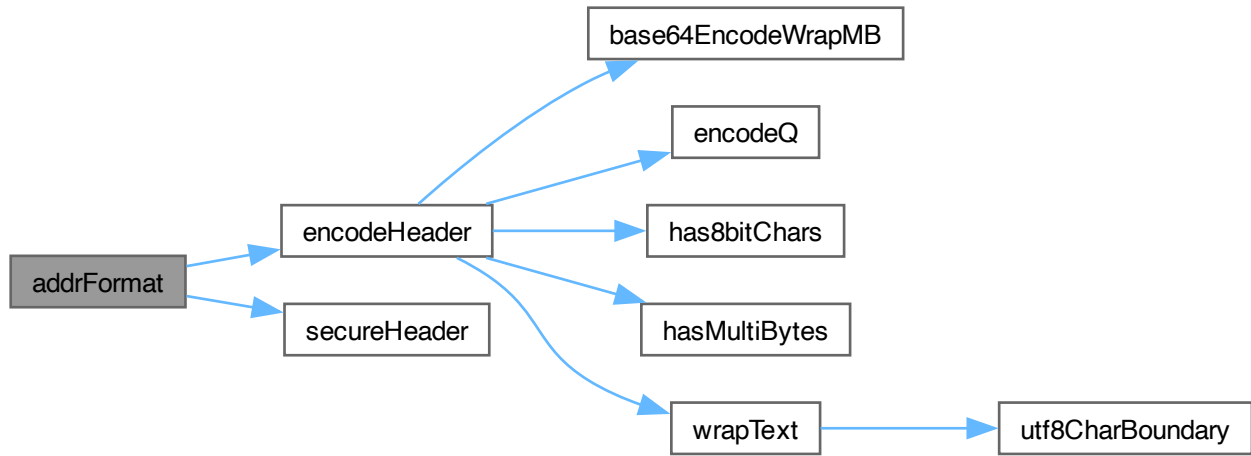 addrFormat
encodeHeader
secureHeader
base64EncodeWrapMB
encodeQ
has8bitChars
hasMultiBytes
wrapText
utf8CharBoundary